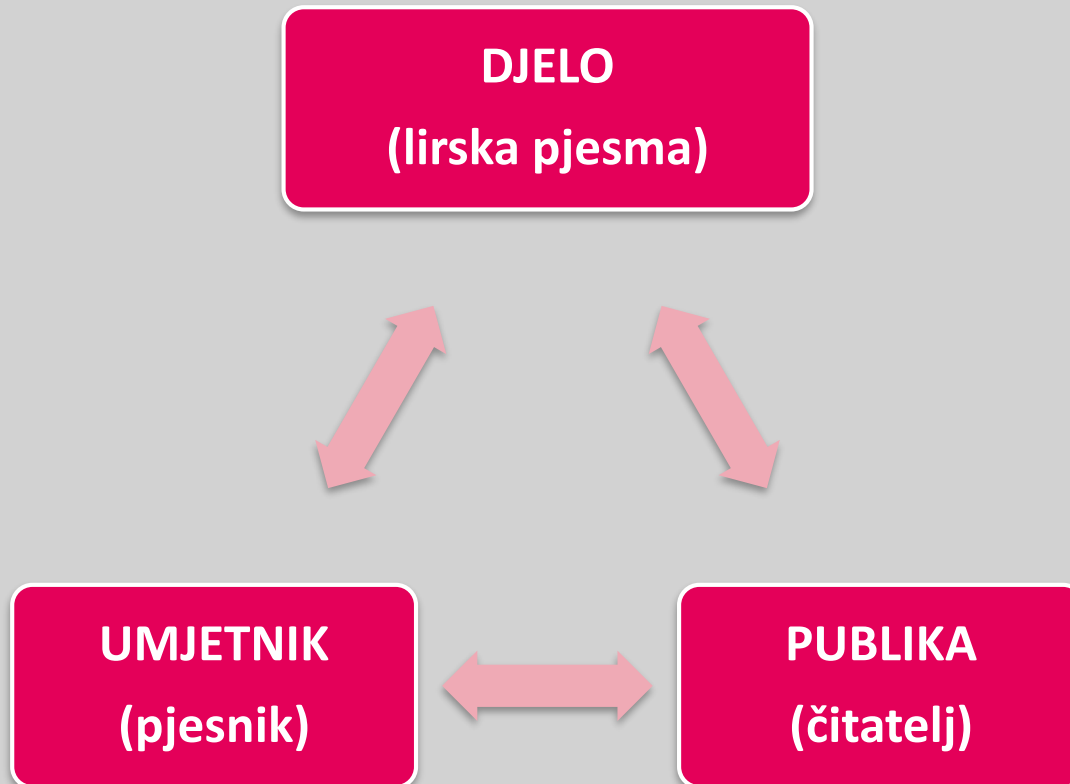 DJELO
(lirska pjesma)
UMJETNIK
(pjesnik)
PUBLIKA
(čitatelj)